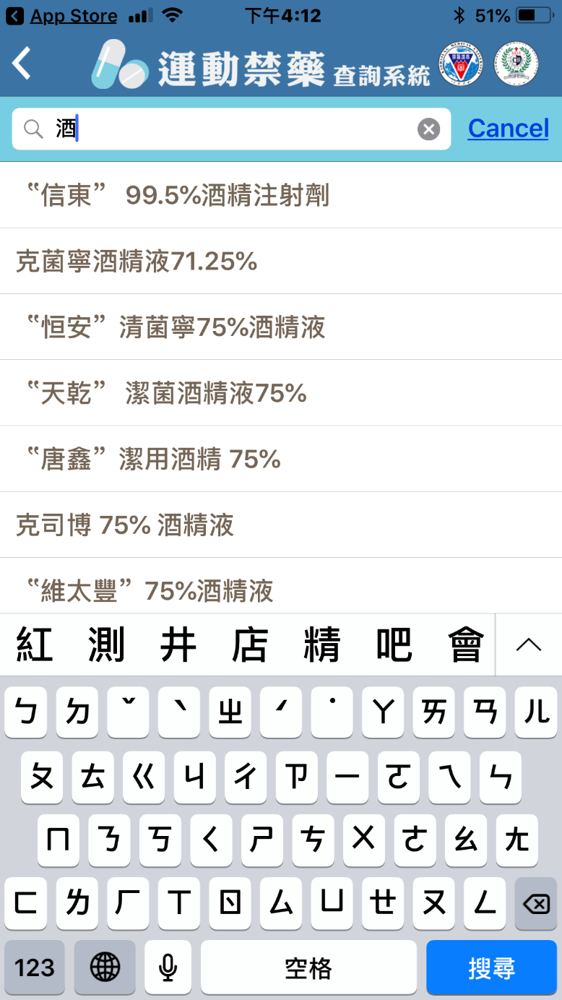 App Store 下午4:12 51%
運動禁藥 查詢系統
酒 Cancel
〝信東〞 99.5%酒精注射劑
克菌寧酒精液71.25%
〝恒安〞清菌寧75%酒精液
〝天乾〞 潔菌酒精液75%
〝唐鑫〞潔用酒精 75%
克司博 75% 酒精液
〝維太豐〞75%酒精液
紅 測 井 店 精 吧 會
ㄅ ㄉ ˇ ˋ ㄓ ˊ ˙ ㄚ ㄞ ㄢ ㄦ
ㄆ ㄊ ㄍ ㄐ ㄔ ㄗ ㄧ ㄛ ㄟ ㄣ
ㄇ ㄋ ㄎ ㄑ ㄕ ㄘ ㄨ ㄜ ㄠ ㄤ
ㄈ ㄌ ㄏ ㄒ ㄖ ㄙ ㄩ ㄝ ㄡ ㄥ
123 空格 搜尋